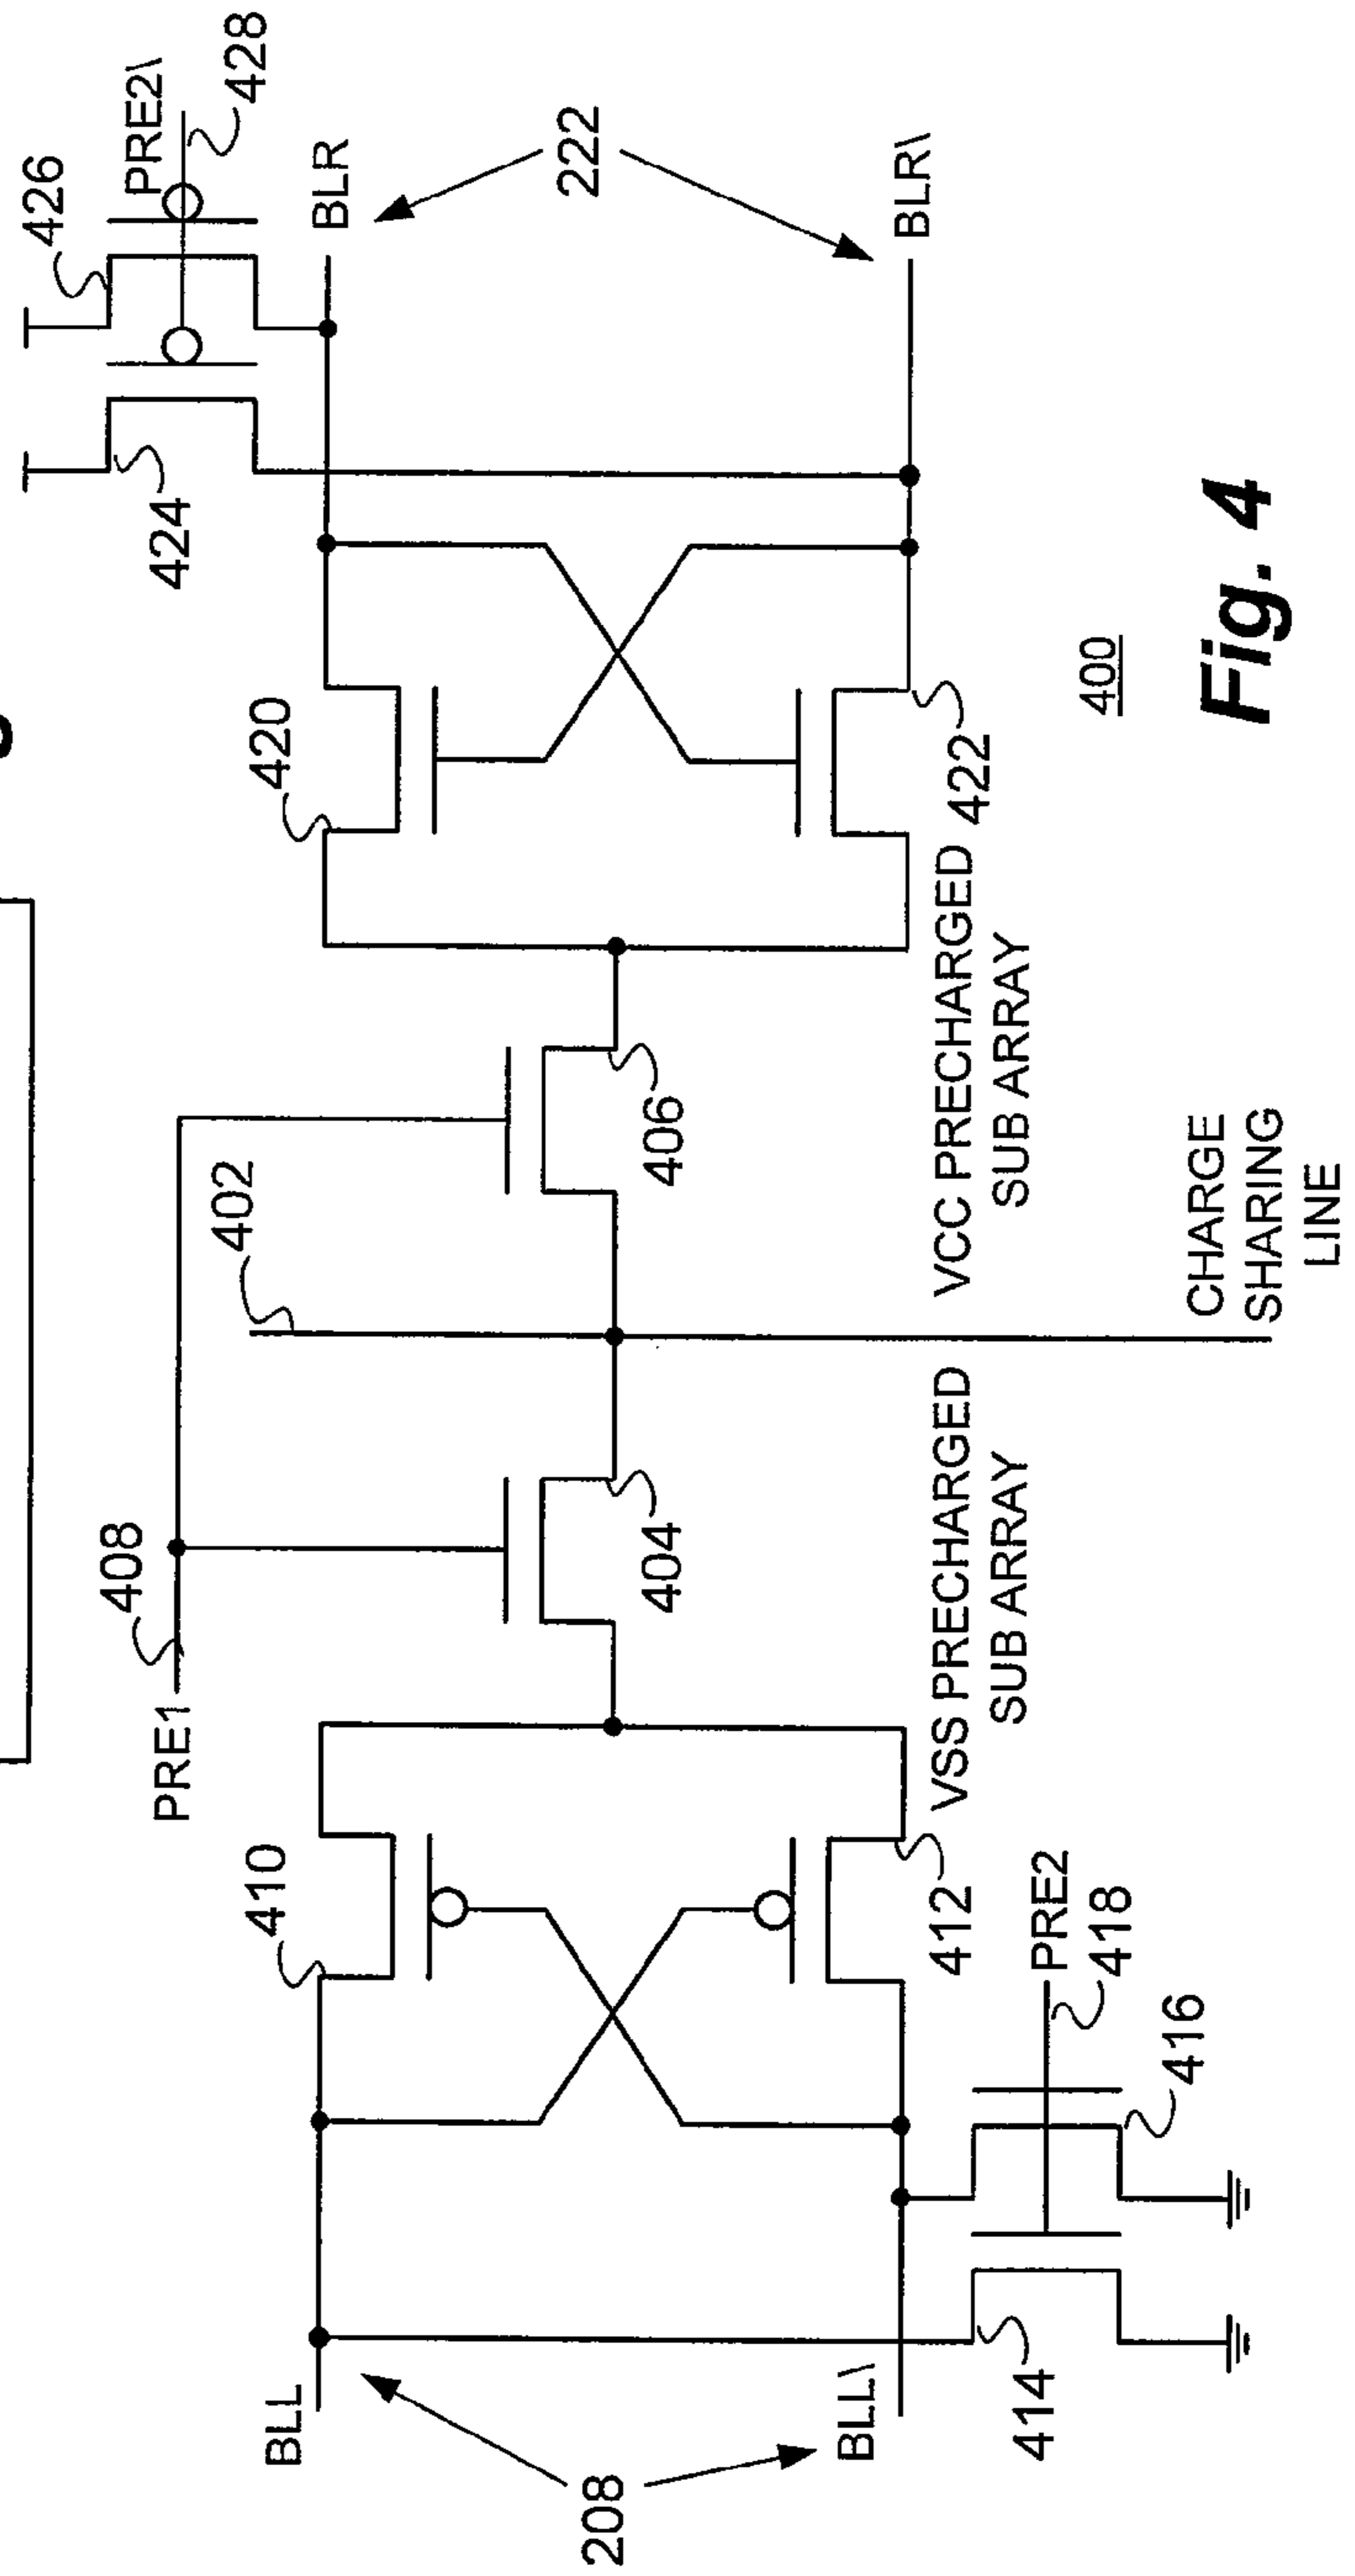 PRE1
408
402
PRE2\
428
426
424
BLR
222
BLR\
420
422
406
404
410
412
BLL
208
BLL\
414
416
PRE2
418
VSS PRECHARGED
SUB ARRAY
VCC PRECHARGED
SUB ARRAY
CHARGE
SHARING
LINE
400
Fig. 4